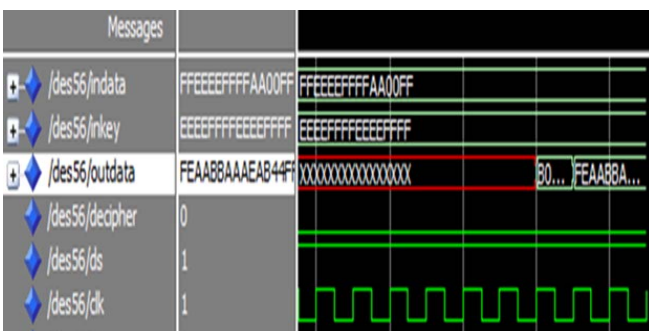 Messages
/des56/indata FFEEEEFFFFAA00FF FFEEEEFFFFAA00FF
/des56/inkey EEEEFFFFEEEEFFFF EEEEFFFFEEEEFFFF
/des56/outdata FEAABBAAAEAB44FF XXXXXXXXXXXXXXXX B0... FEAABBA...
/des56/decipher 0
/des56/ds 1
/des56/clk 1